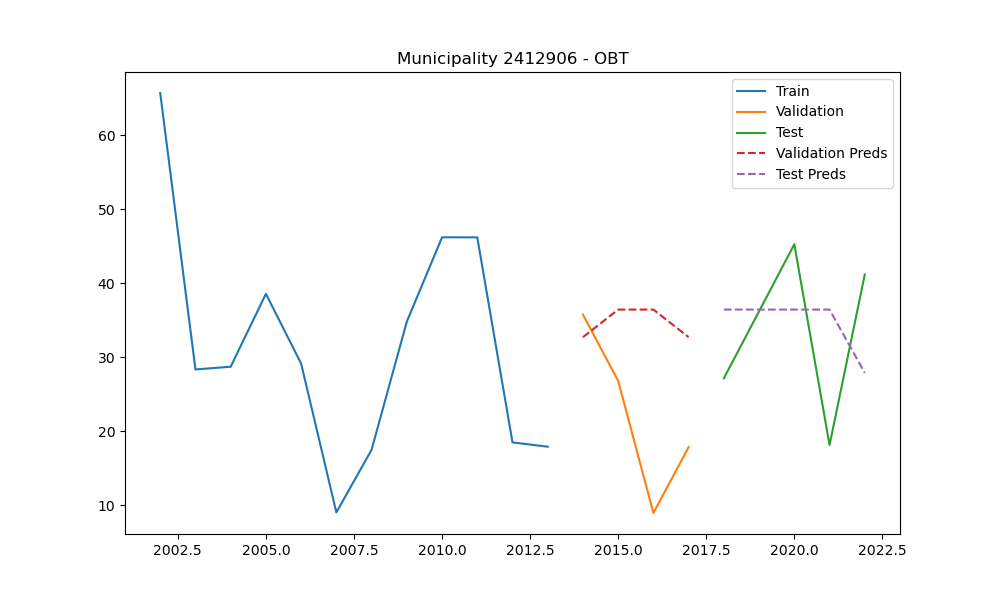 Municipality 2412906 - OBT
Train
Validation
Test
Validation Preds
Test Preds
60
50
40
30
20
10
2002.5 2005.0 2007.5 2010.0 2012.5 2015.0 2017.5 2020.0 2022.5